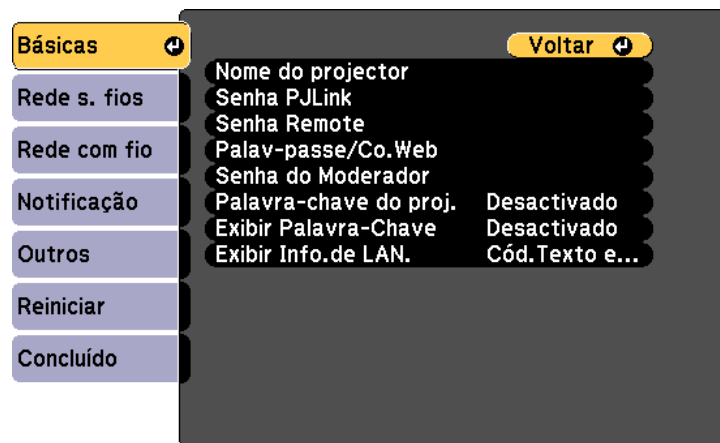 Básicas
Rede s. fios
Rede com fio
Notificação
Outros
Reiniciar
Concluído
Voltar
Nome do projector
Senha PJLink
Senha Remote
Palav-passe/Co.Web
Senha do Moderador
Palavra-chave do proj. Desactivado
Exibir Palavra-Chave Desactivado
Exibir Info.de LAN. Cód.Texto e...